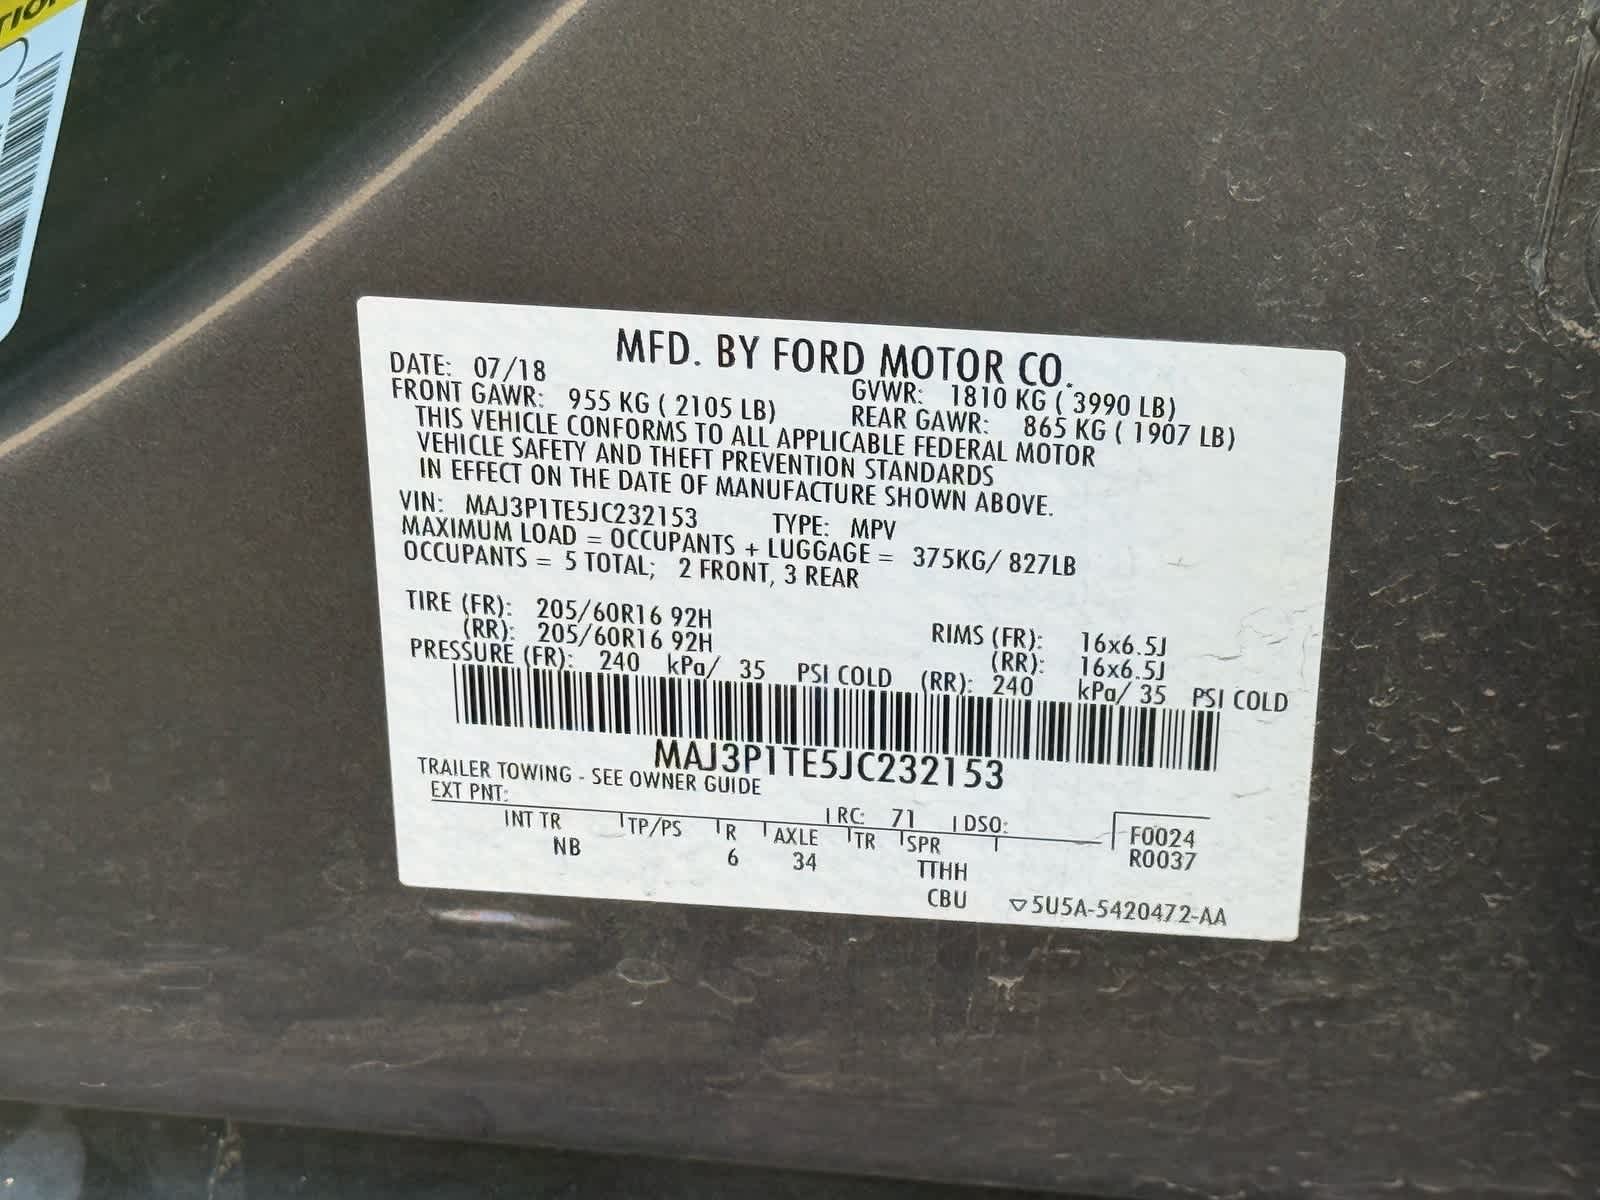 MFD. BY FORD MOTOR CO.
DATE: 07/18 GVWR: 1810 KG ( 3990 LB)
FRONT GAWR: 955 KG ( 2105 LB) REAR GAWR: 865 KG ( 1907 LB)
THIS VEHICLE CONFORMS TO ALL APPLICABLE FEDERAL MOTOR
VEHICLE SAFETY AND THEFT PREVENTION STANDARDS
IN EFFECT ON THE DATE OF MANUFACTURE SHOWN ABOVE.
VIN: MAJ3P1TE5JC232153 TYPE: MPV
MAXIMUM LOAD = OCCUPANTS + LUGGAGE = 375KG/ 827LB
OCCUPANTS = 5 TOTAL; 2 FRONT, 3 REAR
TIRE (FR): 205/60R16 92H RIMS (FR): 16x6.5J
(RR): 205/60R16 92H (RR): 16x6.5J
PRESSURE (FR): 240 kPa/ 35 PSI COLD (RR): 240 kPa/ 35 PSI COLD
MAJ3P1TE5JC232153
TRAILER TOWING - SEE OWNER GUIDE
EXT PNT: RC: 71 DSO:
INT TR TP/PS R AXLE TR SPR F0024
NB 6 34 TTHH R0037
CBU 5U5A-5420472-AA